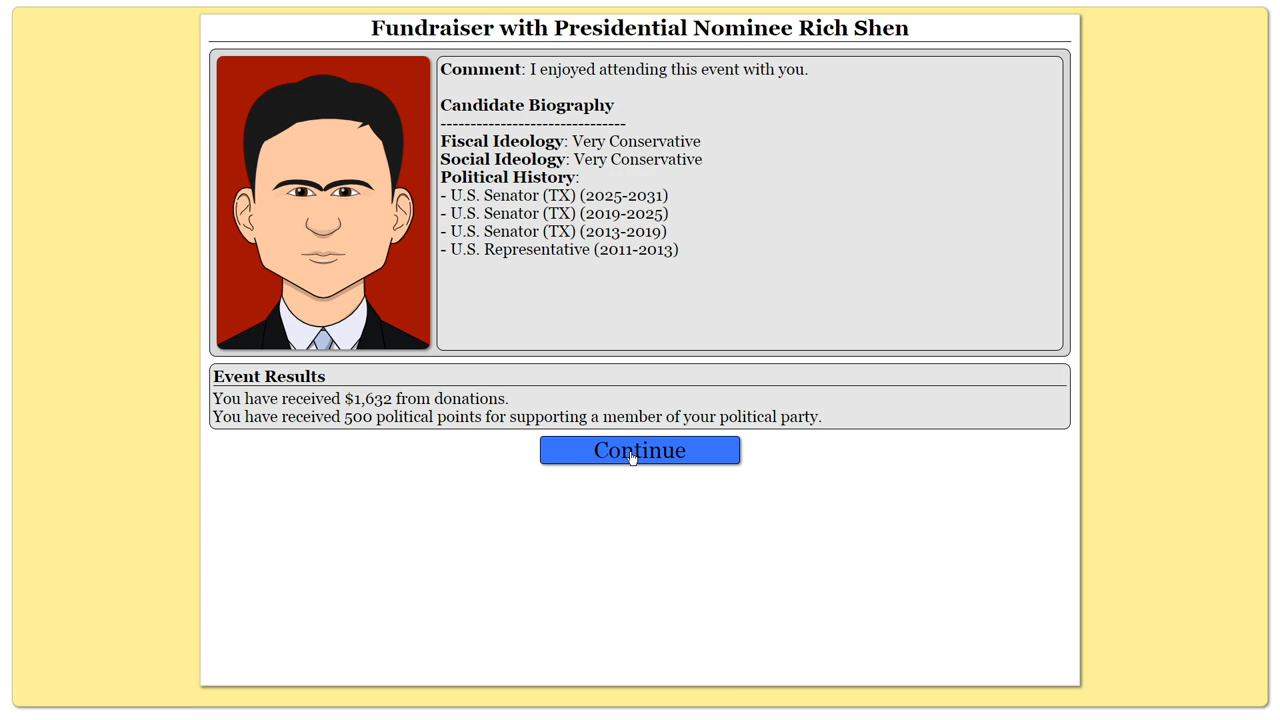 Fundraiser with Presidential Nominee Rich Shen
Comment: I enjoyed attending this event with you.
Candidate Biography
-------------------------------
Fiscal Ideology: Very Conservative
Social Ideology: Very Conservative
Political History:
- U.S. Senator (TX) (2025-2031)
- U.S. Senator (TX) (2019-2025)
- U.S. Senator (TX) (2013-2019)
- U.S. Representative (2011-2013)
Event Results
You have received $1,632 from donations.
You have received 500 political points for supporting a member of your political party.
Continue